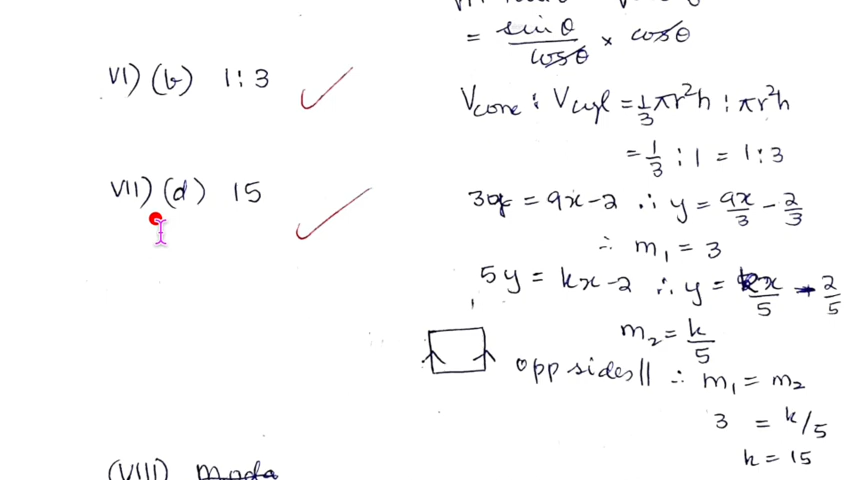 = sinθ/cosθ × cosθ
VI) (b) 1:3
Vcone : Vcyl = 1/3 πr²h : πr²h
= 1/3 : 1 = 1:3
VII) (d) 15
3y = 9x-2 ∴ y = 9x/3 - 2/3
∴ m₁ = 3
5y = kx-2 ∴ y = kx/5 - 2/5
m₂ = k/5
opp sides || ∴ m₁ = m₂
3 = k/5
k = 15
(VIII)